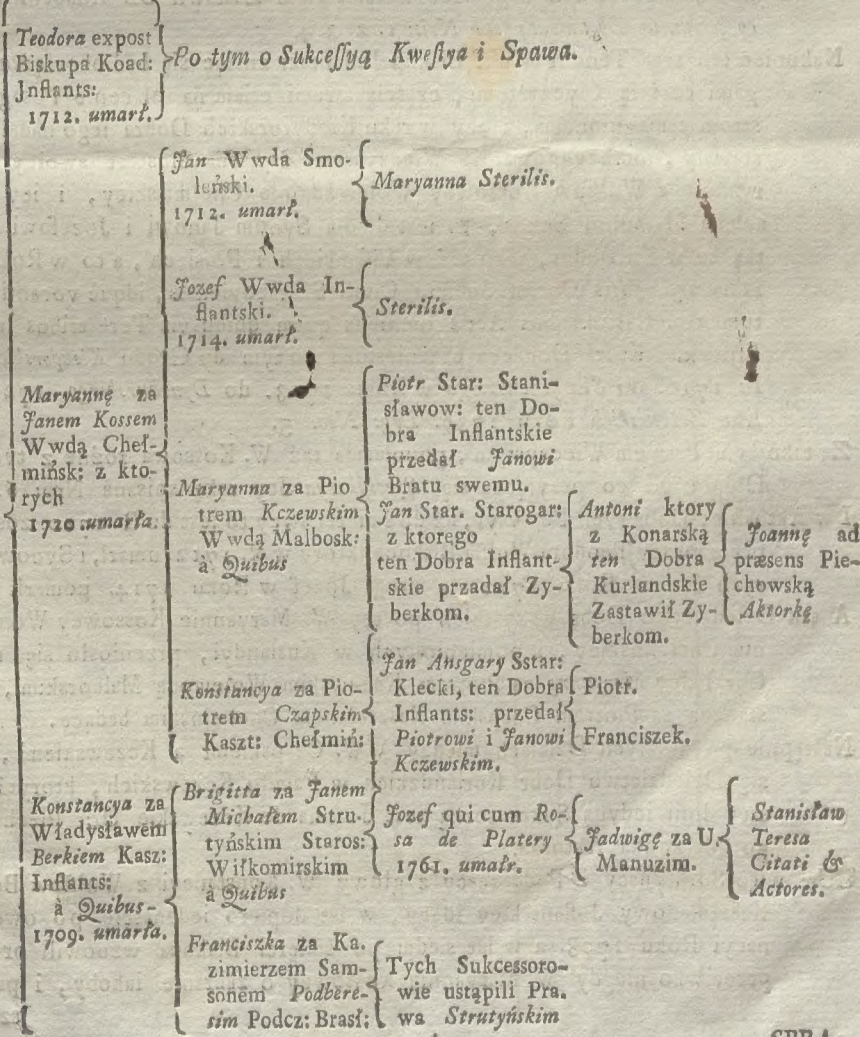 Teodora expost
Biskupa Koad:
Jnflants:
1712. umarł.
Po tym o Sukcessyą Kwestya i Spawa.
Jan Wwda Smo-
leński.
1712. umarł.
Maryanna Sterilis.
Jozef Wwda In-
flantski.
1714. umarł.
Sterilis.
Maryannę za
Janem Kossem
Wwdą Cheł-
mińsk: z kto-
rych
1720 umarła.
Maryanna za Pio
trem Kczewskim
Wwdą Malbosk:
à Quibus
Piotr Star: Stani-
sławow: ten Do-
bra Inflantskie
przedał Janowi
Bratu swemu.
Jan Star. Starogar:
z ktorego
ten Dobra Inflant-
skie przadał Zy-
berkom.
Antoni ktory
z Konarską
ten Dobra
Kurlandskie
Zastawił Zy-
berkom.
Joannę ad
præsens Pie-
chowską
Aktorkę
Konstancya za Pio-
trem Czapskim
Kaszt: Chełmiń:
Jan Ansgary Sstar:
Klecki, ten Dobra
Inflants: przedał
Piotrowi i Janowi
Kczewskim.
Piotr.
Franciszek.
Konstancya za
Władysławem
Berkiem Kasz:
Inflants:
à Quibus -
1709. umarła.
Brigitta za Janem
Michałem Stru-
tyńskim Staros:
Wiłkomirskim
à Quibus
Jozef qui cum Ro-
sa de Platery
1761. umałr.
Jadwigę za U.
Manuzim.
Stanisław
Teresa
Citati &
Actores.
Franciszka za Ka.
zimierzem Sam-
sonem Podbere-
sim Podcz: Brasł:
Tych Sukcessoro-
wie ustąpili Pra.
wa Strutyńskim